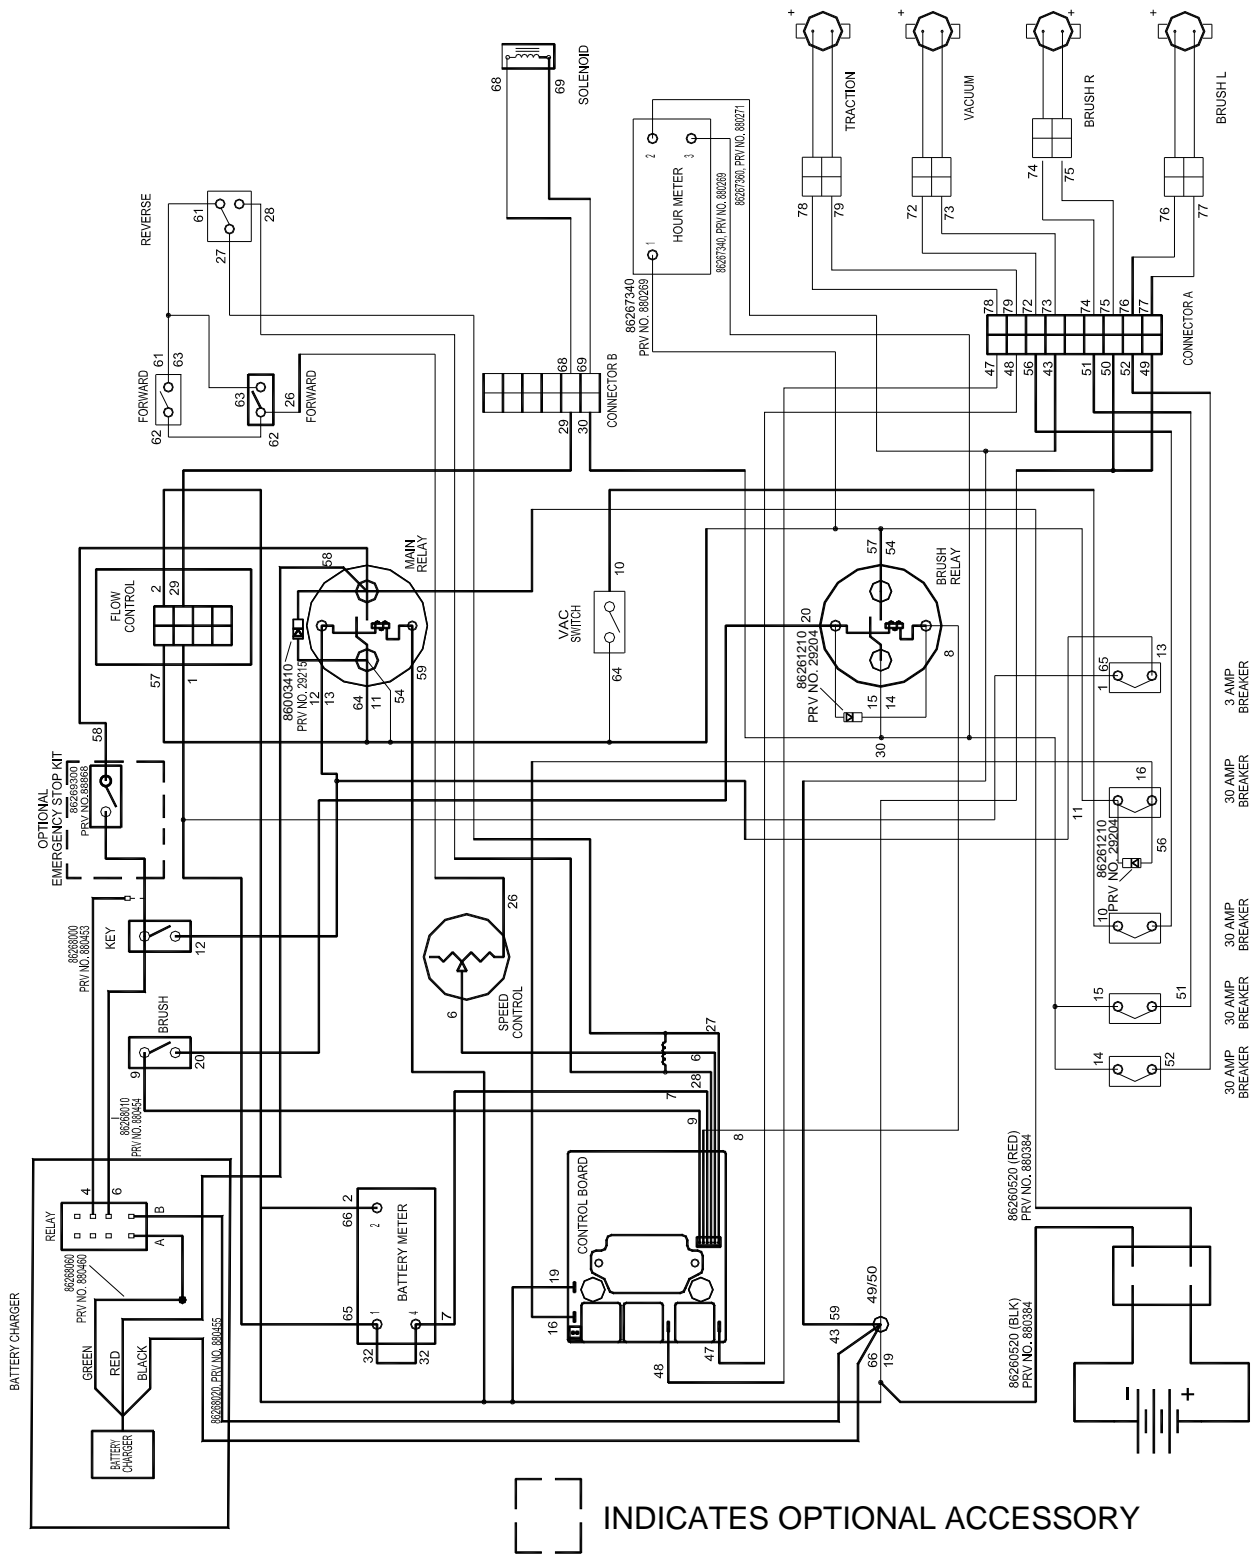 SOLENOID
68
69
REVERSE
61
28
27
61
63
FORWARD
62
63
26
FORWARD
62
HOUR METER
1
2
3
86267360, PRV NO. 880271
86267340, PRV NO. 880269
86267340
PRV NO. 880269
+
TRACTION
78
79
+
VACUUM
72
73
+
BRUSH R
74
75
+
BRUSH L
76
77
78
79
72
73
74
75
76
77
CONNECTOR A
47
48
56
43
51
50
52
49
68
69
CONNECTOR B
29
30
FLOW
CONTROL
2
29
57
1
58
MAIN
RELAY
86003410
PRV NO. 29215
12
13
64
11
54
59
10
VAC
SWITCH
64
57
54
BRUSH
RELAY
20
8
86261210
PRV NO. 29204
15
14
30
1
65
13
3 AMP
BREAKER
11
16
56
86261210
PRV NO. 29204
30 AMP
BREAKER
10
30 AMP
BREAKER
15
51
30 AMP
BREAKER
14
52
30 AMP
BREAKER
58
OPTIONAL
EMERGENCY STOP KIT
86269300
PRV NO.88868
86268000
PRV NO. 880453
KEY
12
BRUSH
9
20
86268010
PRV NO. 880454
26
6
SPEED
CONTROL
27
6
28
7
9
8
CONTROL BOARD
19
16
48
47
BATTERY METER
66
2
2
65
1
4
7
32
32
49/50
59
43
66
19
86260520 (RED)
PRV NO. 880384
86260520 (BLK)
PRV NO. 880384
-
+
BATTERY CHARGER
RELAY
4
6
B
A
86268060
PRV NO. 880460
GREEN
RED
BLACK
86268020, PRV NO. 880455
BATTERY
CHARGER
INDICATES OPTIONAL ACCESSORY